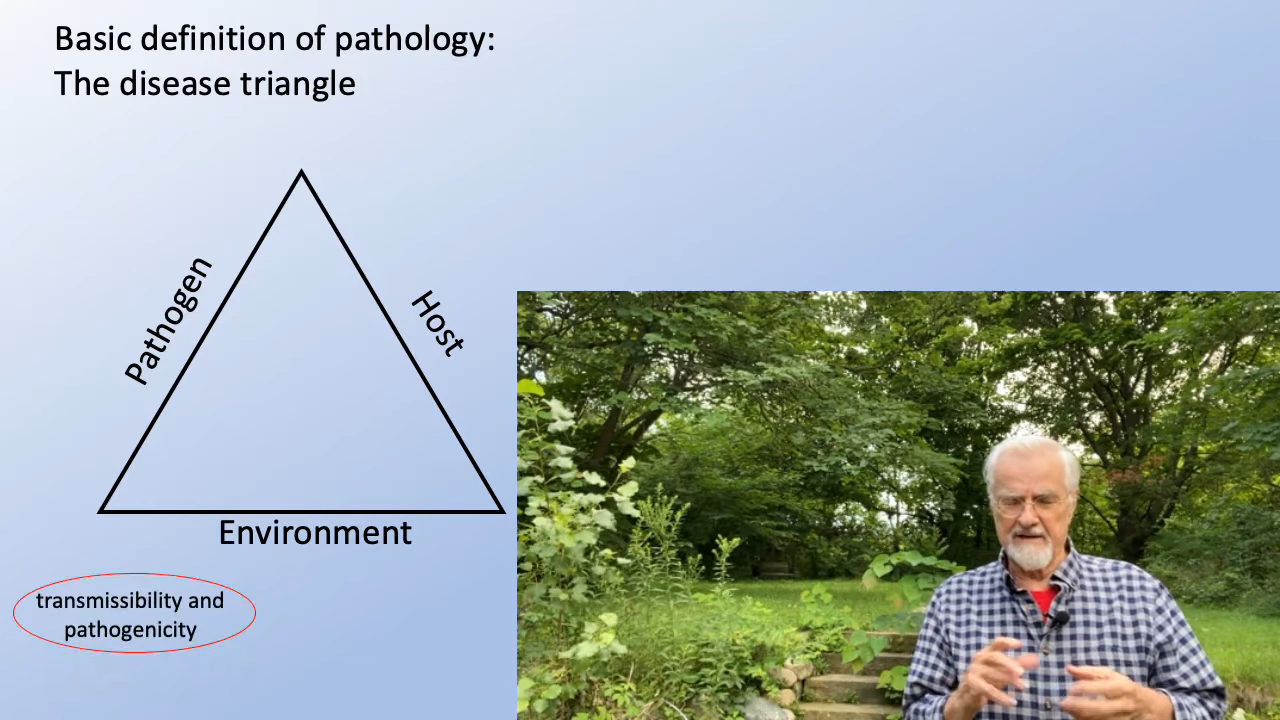 Basic definition of pathology:
The disease triangle
Pathogen
Host
Environment
transmissibility and
pathogenicity